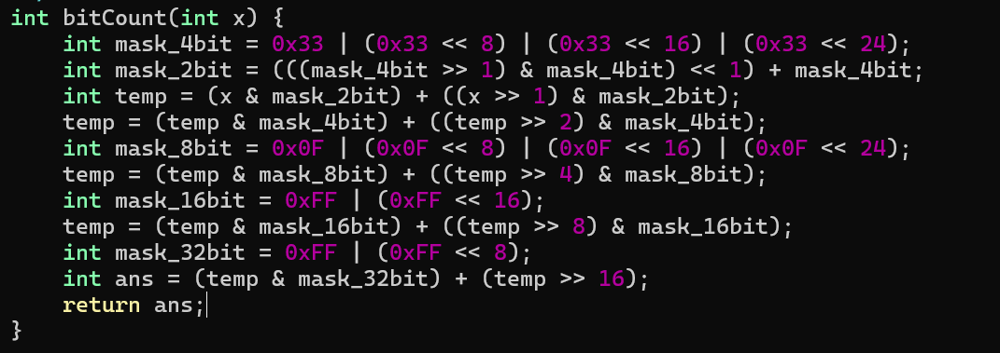 int bitCount(int x) {
    int mask_4bit = 0x33 | (0x33 << 8) | (0x33 << 16) | (0x33 << 24);
    int mask_2bit = (((mask_4bit >> 1) & mask_4bit) << 1) + mask_4bit;
    int temp = (x & mask_2bit) + ((x >> 1) & mask_2bit);
    temp = (temp & mask_4bit) + ((temp >> 2) & mask_4bit);
    int mask_8bit = 0x0F | (0x0F << 8) | (0x0F << 16) | (0x0F << 24);
    temp = (temp & mask_8bit) + ((temp >> 4) & mask_8bit);
    int mask_16bit = 0xFF | (0xFF << 16);
    temp = (temp & mask_16bit) + ((temp >> 8) & mask_16bit);
    int mask_32bit = 0xFF | (0xFF << 8);
    int ans = (temp & mask_32bit) + (temp >> 16);
    return ans;
}